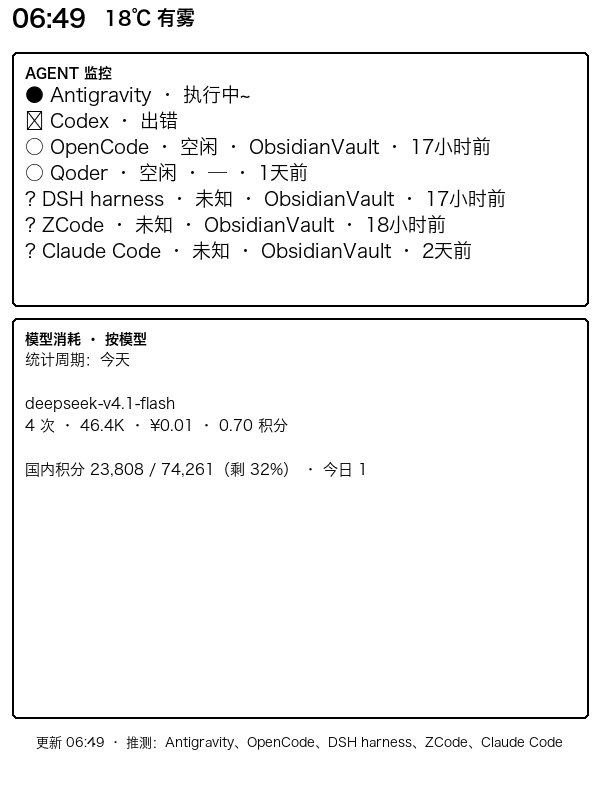 06:49 18℃ 有雾
AGENT 监控
● Antigravity · 执行中~
☒ Codex · 出错
○ OpenCode · 空闲 · ObsidianVault · 17小时前
○ Qoder · 空闲 · — · 1天前
? DSH harness · 未知 · ObsidianVault · 17小时前
? ZCode · 未知 · ObsidianVault · 18小时前
? Claude Code · 未知 · ObsidianVault · 2天前
模型消耗 · 按模型
统计周期：今天
deepseek-v4.1-flash
4 次 · 46.4K · ¥0.01 · 0.70 积分
国内积分 23,808 / 74,261（剩 32%） · 今日 1
更新 06:49 · 推测：Antigravity、OpenCode、DSH harness、ZCode、Claude Code